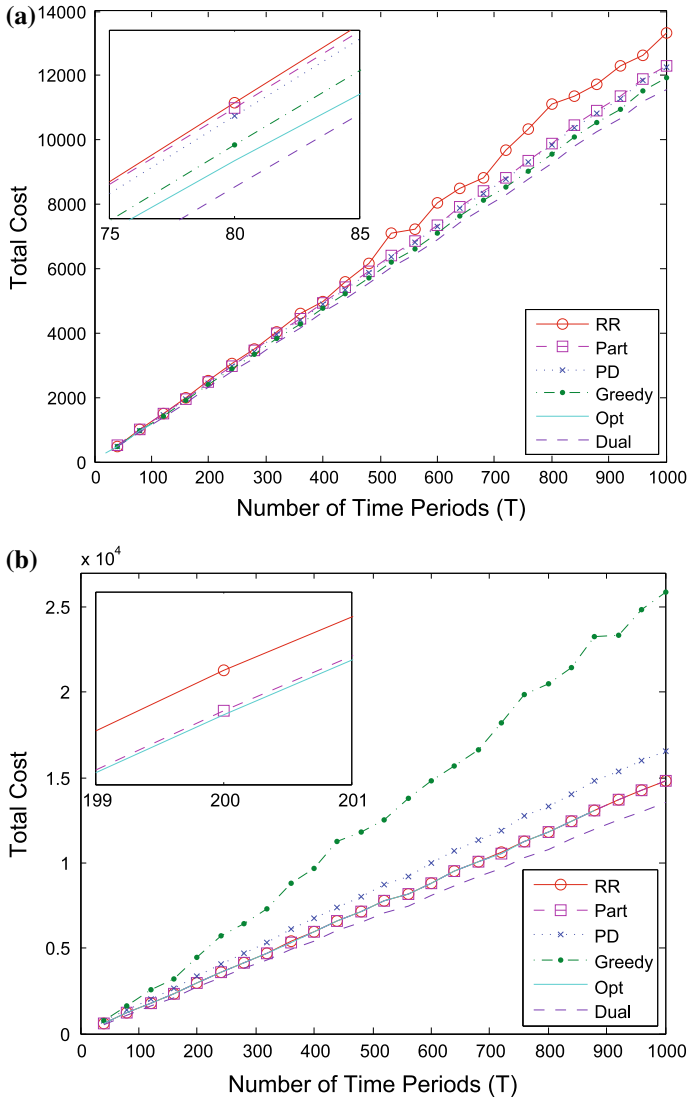 (a)
14000
12000
10000
8000
6000
4000
2000
0
Total Cost
75 80 85
RR
Part
PD
Greedy
Opt
Dual
0 100 200 300 400 500 600 700 800 900 1000
Number of Time Periods (T)
(b)
x 10^4
2.5
2
1.5
1
0.5
0
Total Cost
199 200 201
RR
Part
PD
Greedy
Opt
Dual
0 100 200 300 400 500 600 700 800 900 1000
Number of Time Periods (T)